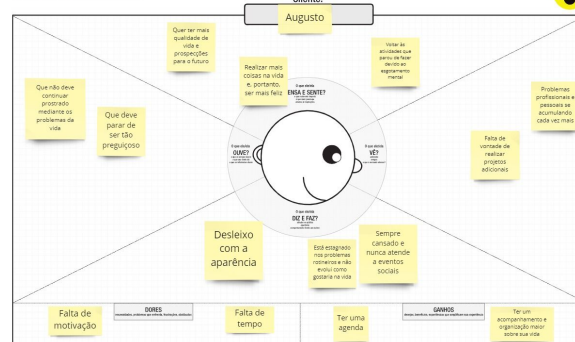 Cliente:
Augusto
Quer ter mais
qualidade de
vida e
prospecções
para o futuro
Realizar mais
coisas na vida
e, portanto,
ser mais feliz
Voltar às
atividades que
parou de fazer
devido ao
esgotamento
mental
Que não deve
continuar
prostrado
mediante os
problemas da
vida
Que deve
parar de
ser tão
preguiçoso
ENSA E SENTE?
OUVE?
VÊ?
Problemas
profissionais e
pessoais se
acumulando
cada vez mais
Falta de
vontade de
realizar
projetos
adicionais
DIZ E FAZ?
Desleixo
com a
aparência
Está estagnado
nos problemas
rotineiros e não
evolui como
gostaria na vida
Sempre
cansado e
nunca atende
a eventos
sociais
Falta de
motivação
DORES
Falta de
tempo
Ter uma
agenda
GANHOS
Ter um
acompanhamento e
organização maior
sobre sua vida